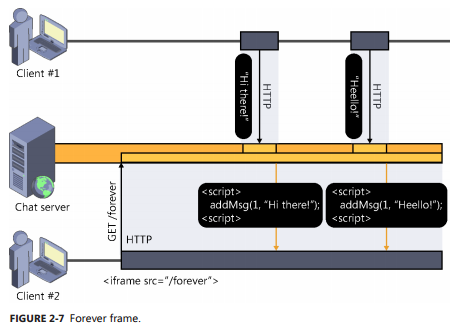 Client #1
"Hi there!"
HTTP
"Heello!"
HTTP
Chat server
GET /forever
HTTP
<script>
addMsg(1, "Hi there!");
<script>
<script>
addMsg(1, "Heello!");
<script>
Client #2
<iframe src="/forever">
FIGURE 2-7 Forever frame.